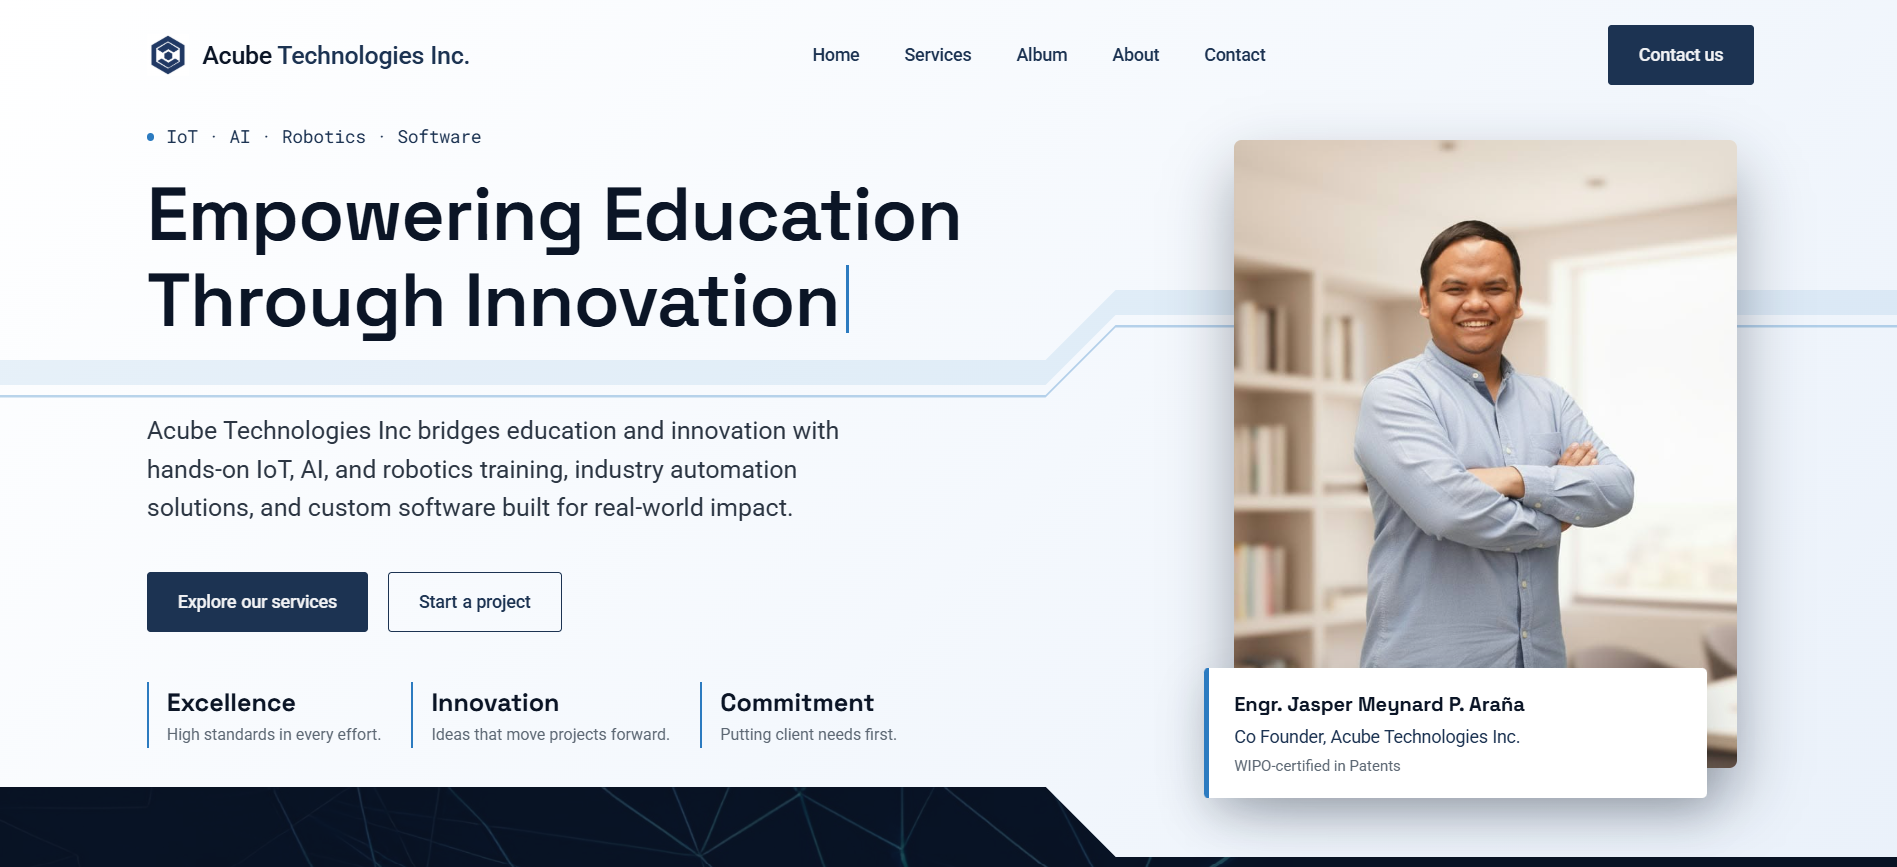 Acube Technologies Inc.
Home
Services
Album
About
Contact
Contact us
IoT · AI · Robotics · Software
Empowering Education
Through Innovation
Acube Technologies Inc bridges education and innovation with
hands-on IoT, AI, and robotics training, industry automation
solutions, and custom software built for real-world impact.
Explore our services
Start a project
Excellence
High standards in every effort.
Innovation
Ideas that move projects forward.
Commitment
Putting client needs first.
Engr. Jasper Meynard P. Araña
Co Founder, Acube Technologies Inc.
WIPO-certified in Patents